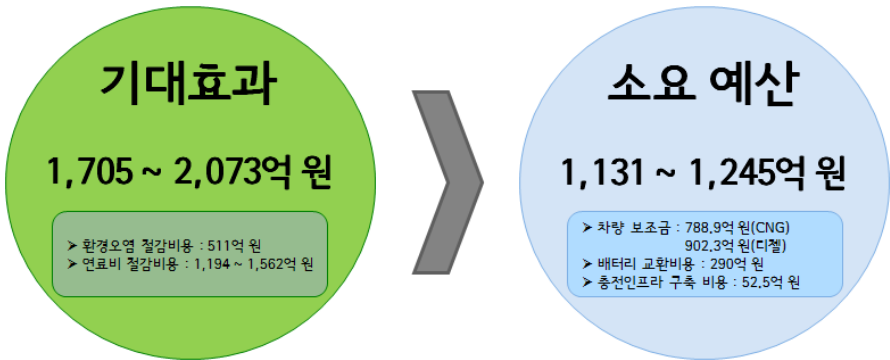 기대효과
1,705 ~ 2,073억 원
➤ 환경오염 절감비용 : 511억 원
➤ 연료비 절감비용 : 1,194 ~ 1,562억 원
소요 예산
1,131 ~ 1,245억 원
➤ 차량 보조금 : 788.9억 원(CNG)
902.3억 원(디젤)
➤ 배터리 교환비용 : 290억 원
➤ 충전인프라 구축 비용 : 52.5억 원